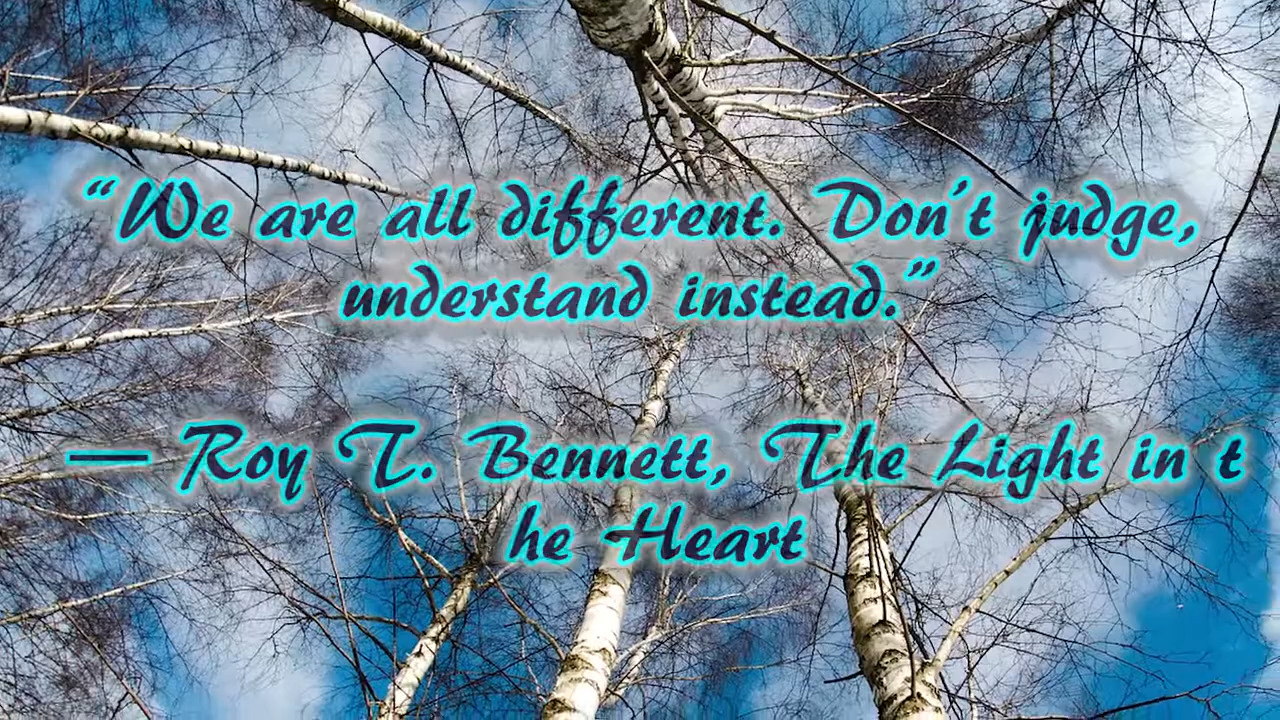 “We are all different. Don’t judge,
understand instead.”
— Roy T. Bennett, The Light in t
he Heart